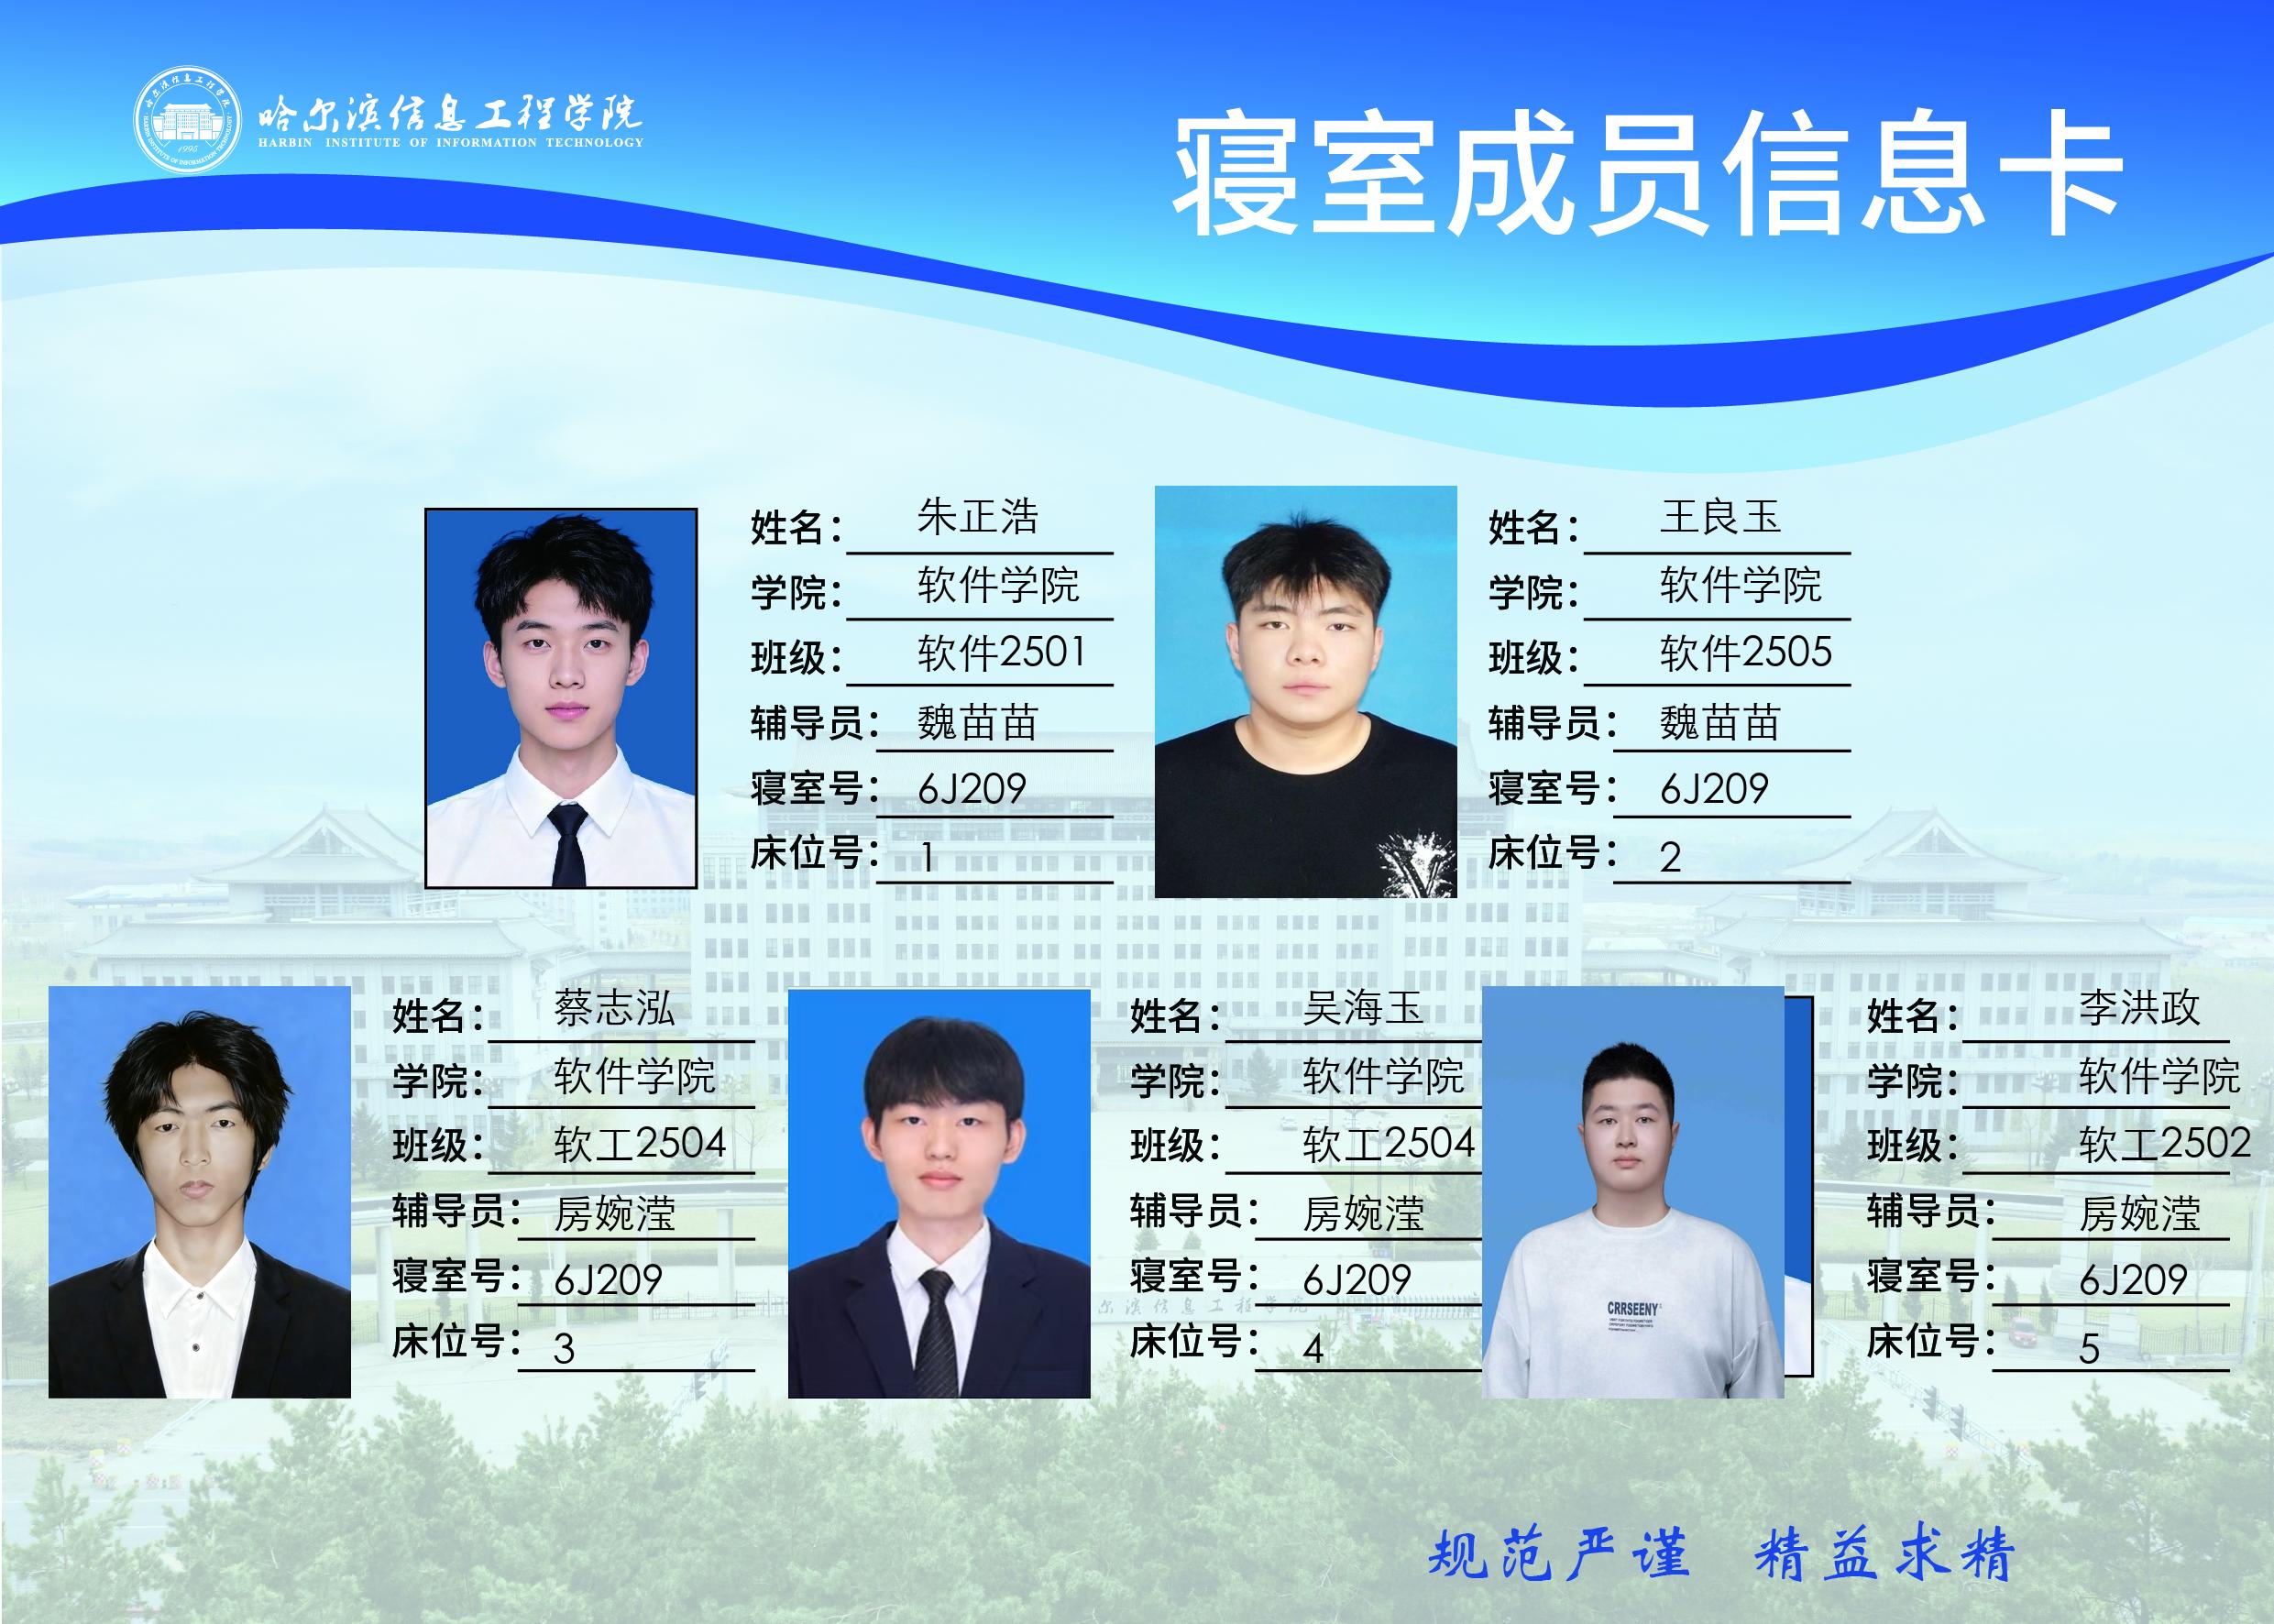 哈尔滨信息工程学院
HARBIN INSTITUTE OF INFORMATION TECHNOLOGY
1995
寝室成员信息卡
姓名： 朱正浩
学院： 软件学院
班级： 软件2501
辅导员： 魏苗苗
寝室号： 6J209
床位号： 1
姓名： 王良玉
学院： 软件学院
班级： 软件2505
辅导员： 魏苗苗
寝室号： 6J209
床位号： 2
姓名： 蔡志泓
学院： 软件学院
班级： 软工2504
辅导员： 房婉滢
寝室号： 6J209
床位号： 3
姓名： 吴海玉
学院： 软件学院
班级： 软工2504
辅导员： 房婉滢
寝室号： 6J209
床位号： 4
CRRSEENY
姓名： 李洪政
学院： 软件学院
班级： 软工2502
辅导员： 房婉滢
寝室号： 6J209
床位号： 5
规范严谨 精益求精